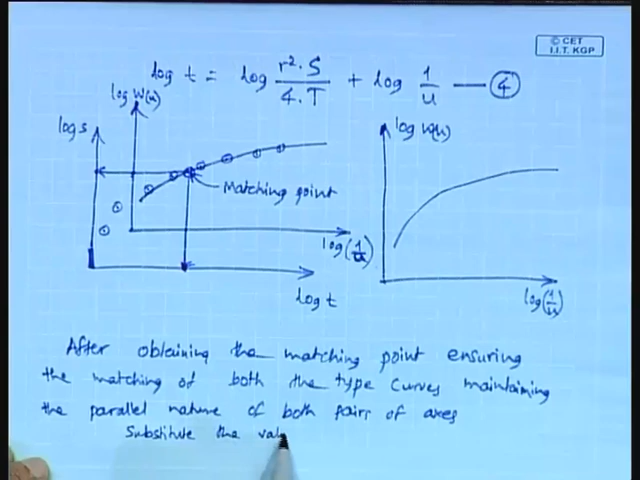 © CET
I.I.T. KGP
log t = log r².S / 4.T + log 1/u — ④
log W(u)
log s
log W(u)
Matching point
log(1/u)
log t
log(1/u)
After obtaining the matching point ensuring
the matching of both the type curves maintaining
the parallel nature of both pairs of axes
Substitute the val